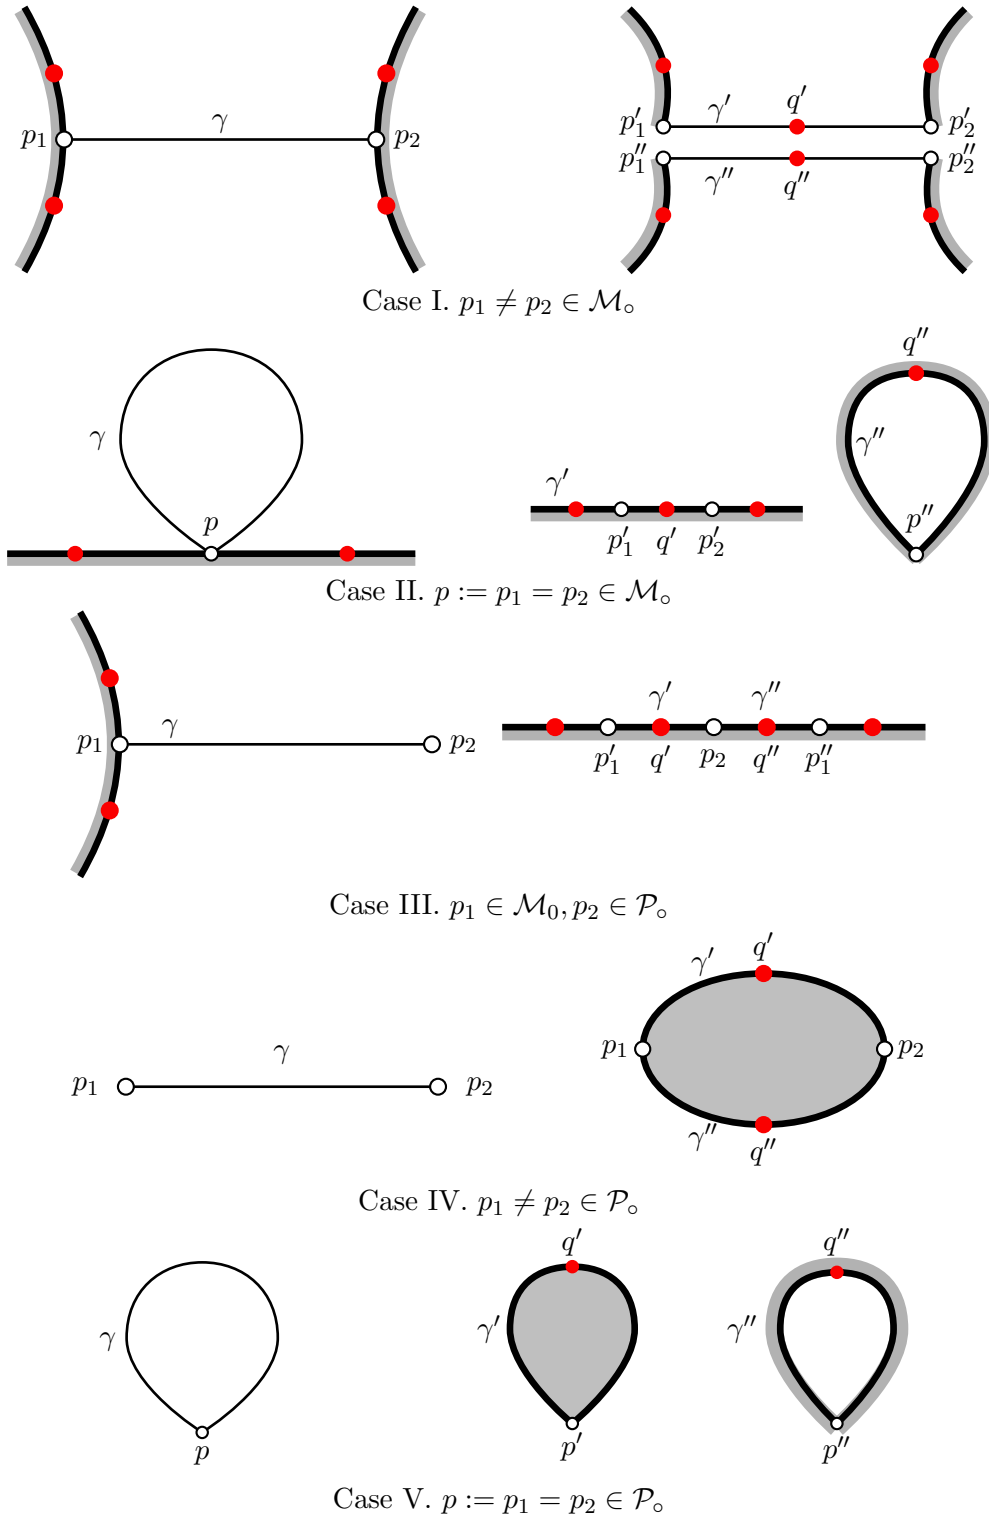 γ
p₁
p₂
γ′
q′
p′₁
p′₂
p″₁
p″₂
γ″
q″
Case I. p₁ ≠ p₂ ∈ ℳ∘
γ
p
γ′
p′₁
q′
p′₂
q″
γ″
p″
Case II. p := p₁ = p₂ ∈ ℳ∘
p₁
γ
p₂
γ′
γ″
p′₁
q′
p₂
q″
p″₁
Case III. p₁ ∈ ℳ₀, p₂ ∈ 𝒫∘
p₁
γ
p₂
γ′
q′
p₁
p₂
γ″
q″
Case IV. p₁ ≠ p₂ ∈ 𝒫∘
γ
p
q′
γ′
p′
q″
γ″
p″
Case V. p := p₁ = p₂ ∈ 𝒫∘